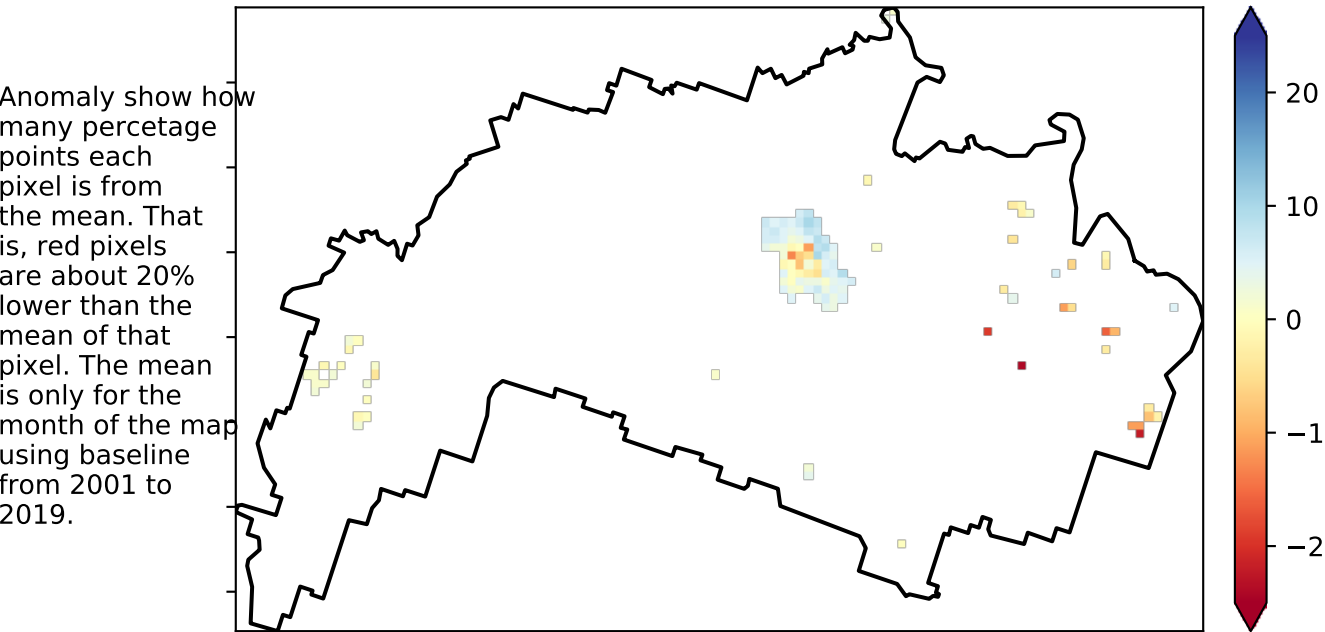 Anomaly show how
many percetage
points each
pixel is from
the mean. That
is, red pixels
are about 20%
lower than the
mean of that
pixel. The mean
is only for the
month of the map
using baseline
from 2001 to
2019.
20
10
0
−1
−2